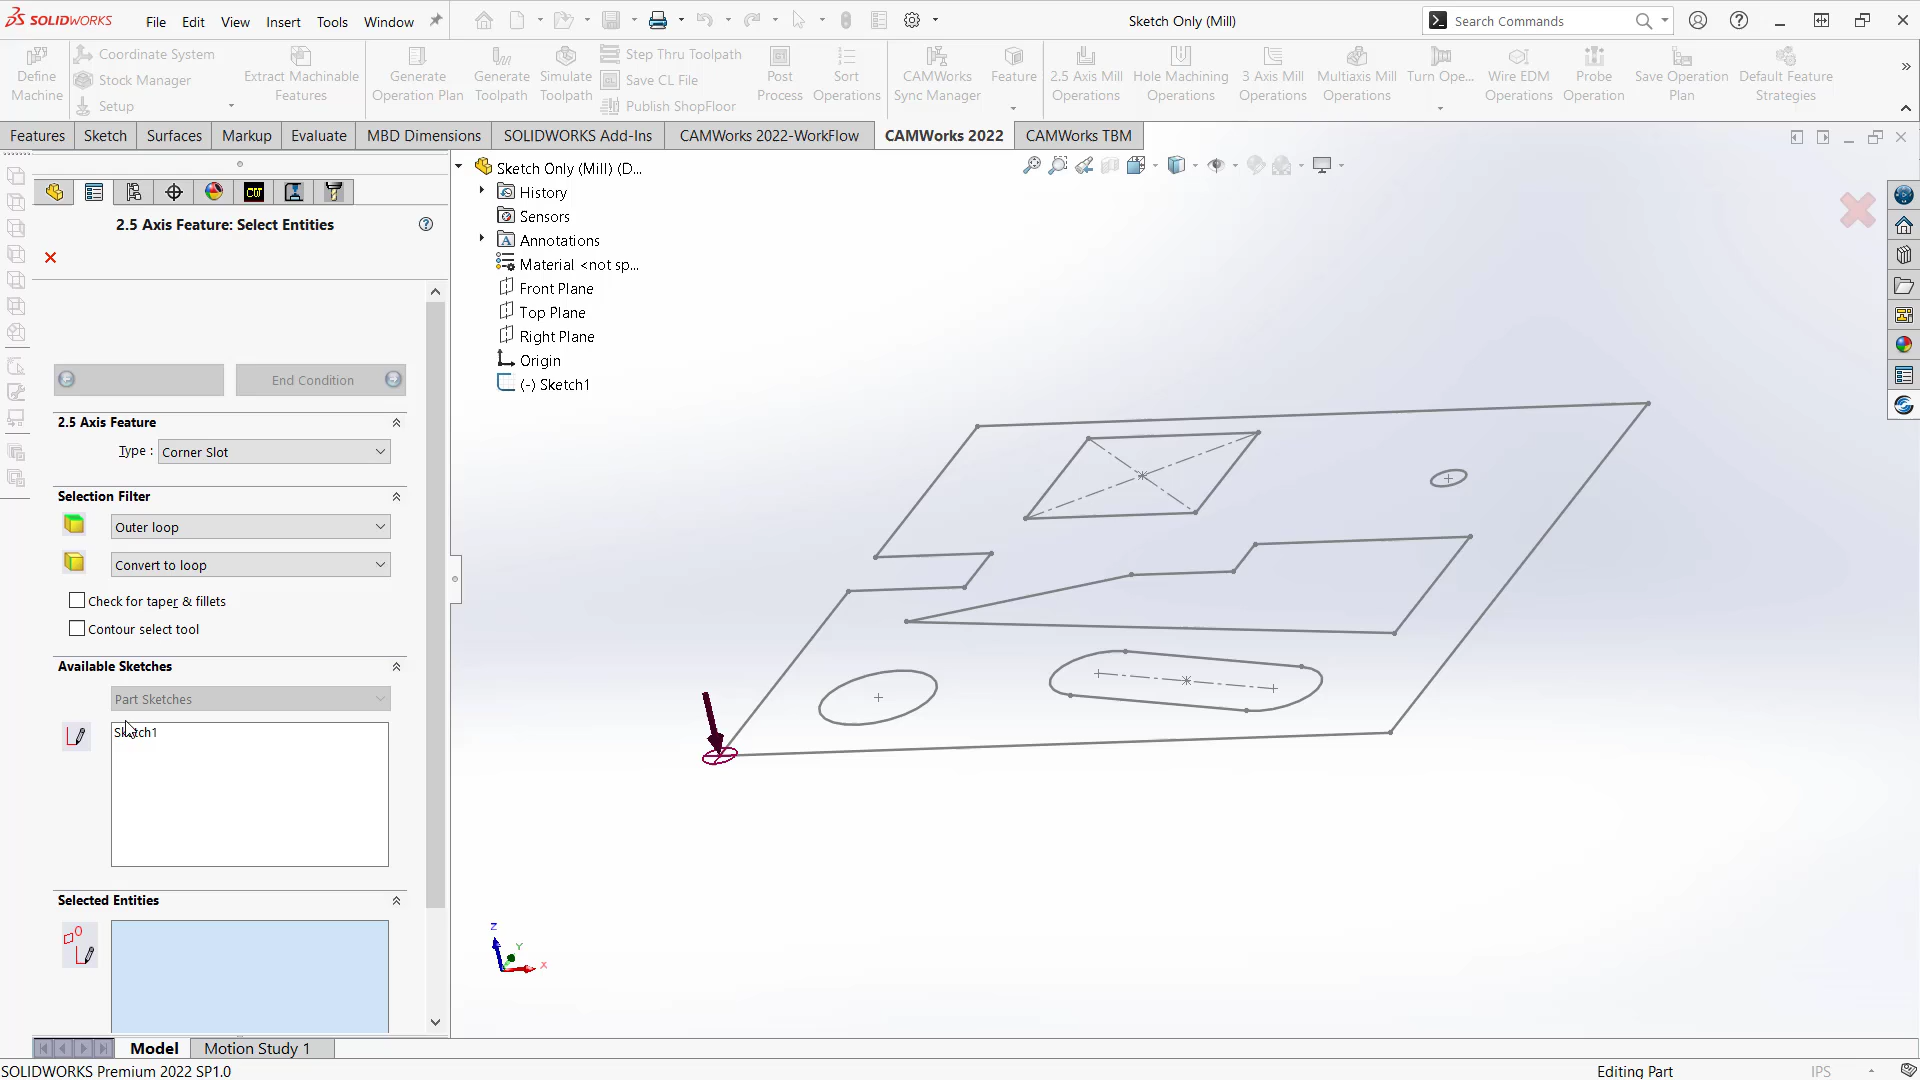 SOLIDWORKS
File Edit View Insert Tools Window
Sketch Only (Mill)
Search Commands
Define Machine
Coordinate System
Stock Manager
Setup
Extract Machinable Features
Generate Operation Plan
Generate Toolpath
Simulate Toolpath
Step Thru Toolpath
Save CL File
Publish ShopFloor
Post Process
Sort Operations
CAMWorks Sync Manager
Feature
2.5 Axis Mill Operations
Hole Machining Operations
3 Axis Mill Operations
Multiaxis Mill Operations
Turn Ope...
Wire EDM Operations
Probe Operation
Save Operation Plan
Default Feature Strategies
Features Sketch Surfaces Markup Evaluate MBD Dimensions SOLIDWORKS Add-Ins CAMWorks 2022-WorkFlow CAMWorks 2022 CAMWorks TBM
2.5 Axis Feature: Select Entities
End Condition
2.5 Axis Feature
Type : Corner Slot
Selection Filter
Outer loop
Convert to loop
Check for taper & fillets
Contour select tool
Available Sketches
Part Sketches
Sketch1
Selected Entities
Sketch Only (Mill) (D...
History
Sensors
Annotations
Material <not sp...
Front Plane
Top Plane
Right Plane
Origin
(-) Sketch1
Z
Y
X
Model Motion Study 1
SOLIDWORKS Premium 2022 SP1.0
Editing Part
IPS